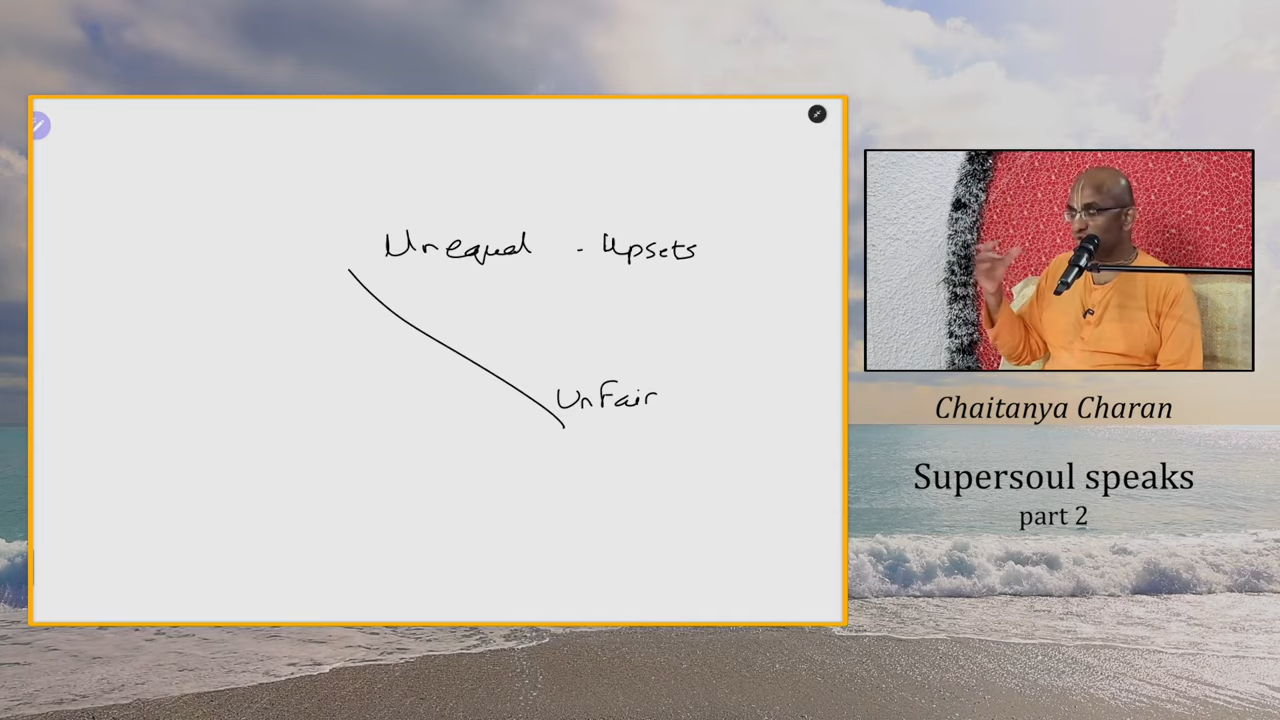 Unequal - Upsets
UnFair
Chaitanya Charan
Supersoul speaks
part 2